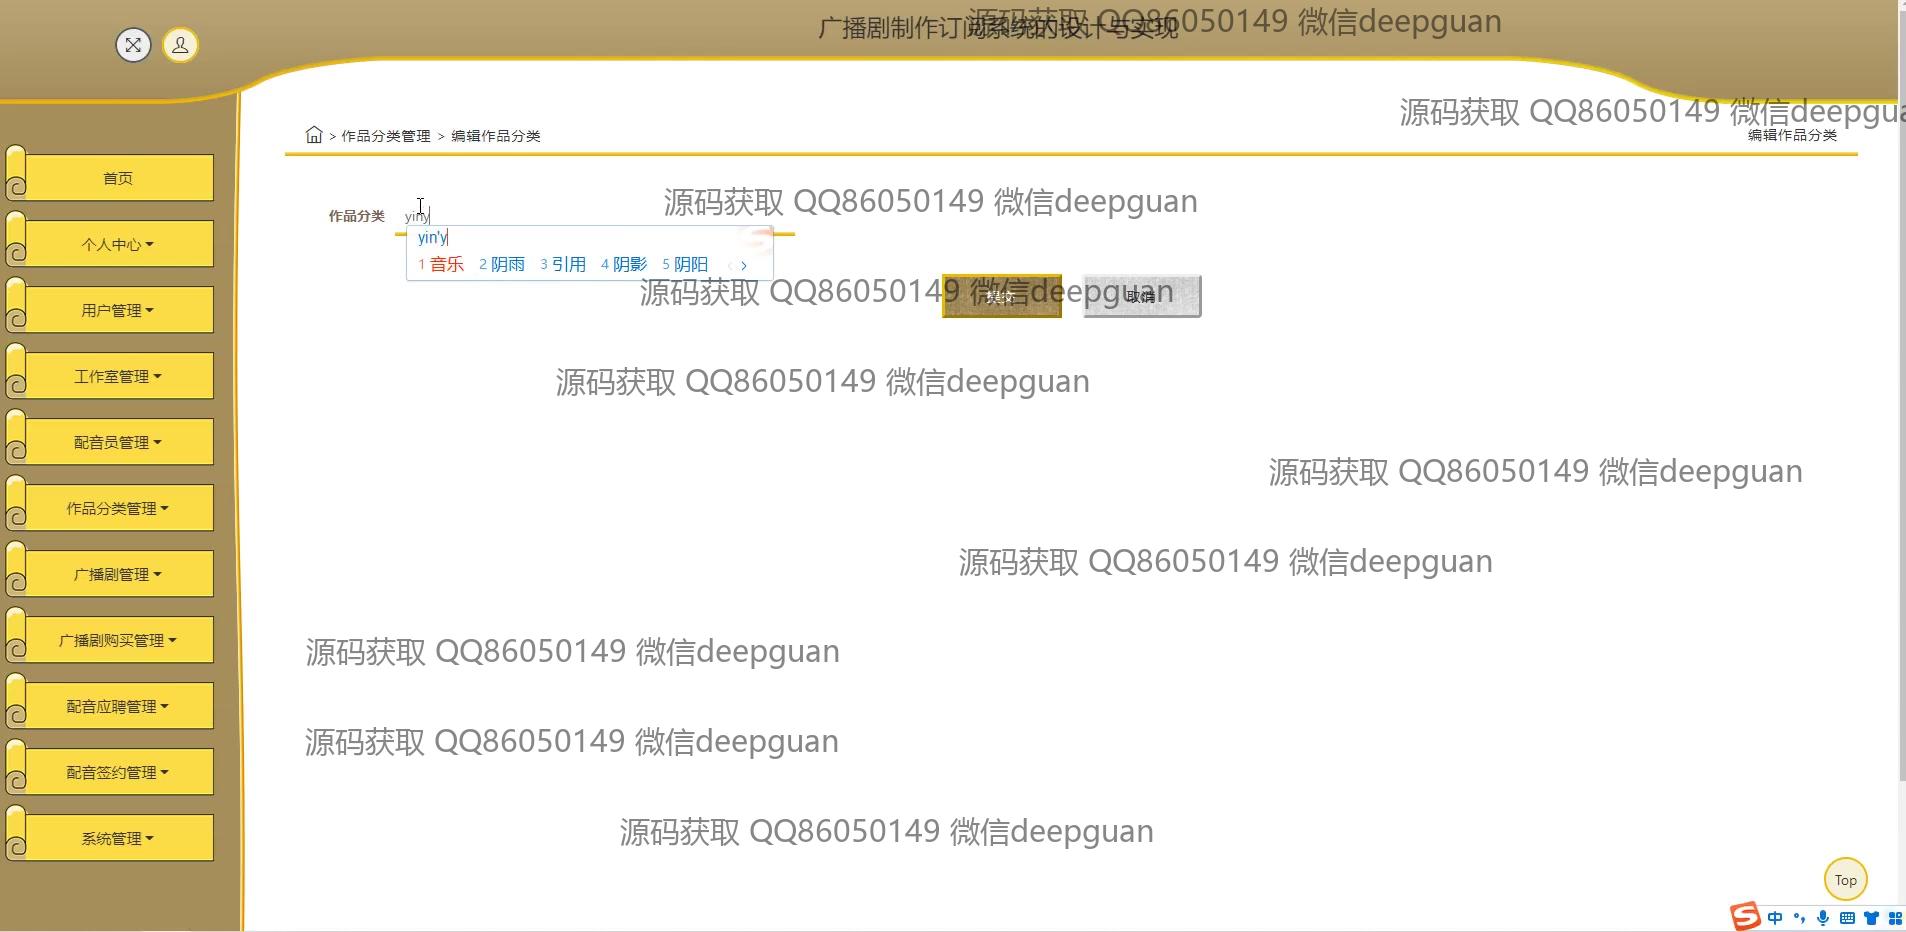 广播剧制作订阅系统的设计与实现
源码获取 QQ86050149 微信deepguan
源码获取 QQ86050149 微信deepgua
> 作品分类管理 > 编辑作品分类
编辑作品分类
首页
个人中心
用户管理
工作室管理
配音员管理
作品分类管理
广播剧管理
广播剧购买管理
配音应聘管理
配音签约管理
系统管理
源码获取 QQ86050149 微信deepguan
作品分类 yin'y
yin'y
1 音乐 2 阴雨 3 引用 4 阴影 5 阴阳
源码获取 QQ86050149 微信deepguan
提交
取消
源码获取 QQ86050149 微信deepguan
源码获取 QQ86050149 微信deepguan
源码获取 QQ86050149 微信deepguan
源码获取 QQ86050149 微信deepguan
源码获取 QQ86050149 微信deepguan
源码获取 QQ86050149 微信deepguan
Top
S 中